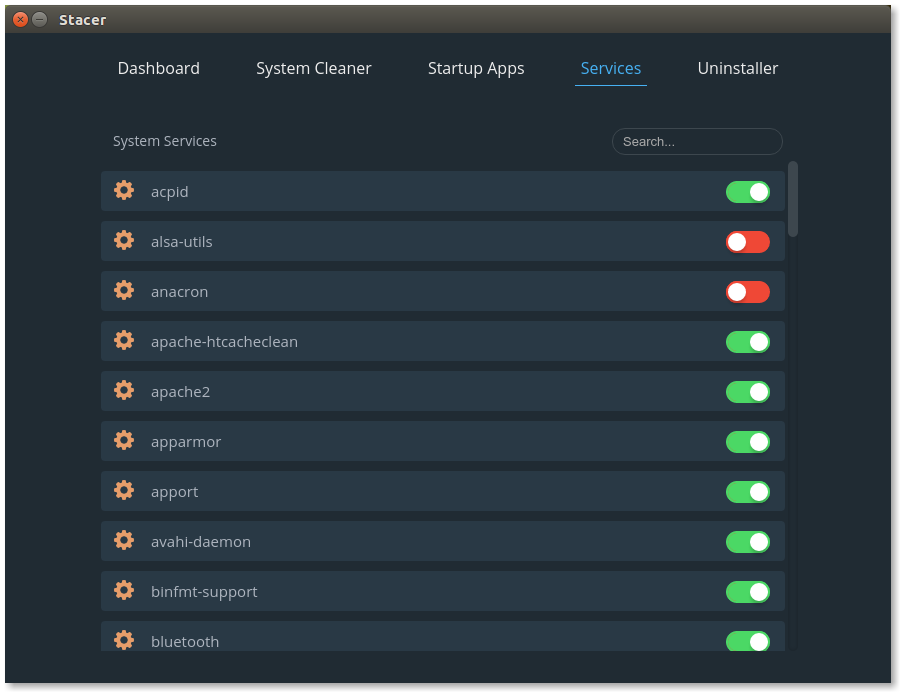 Stacer
Dashboard System Cleaner Startup Apps Services Uninstaller
System Services Search...
acpid
alsa-utils
anacron
apache-htcacheclean
apache2
apparmor
apport
avahi-daemon
binfmt-support
bluetooth